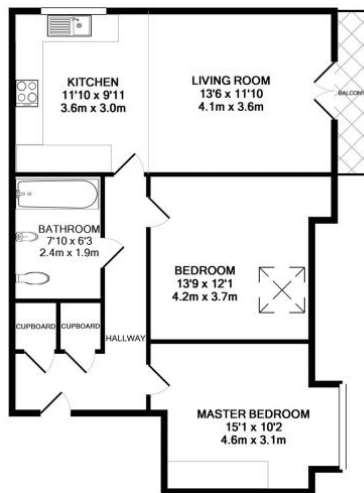 KITCHEN
11'10 x 9'11
3.6m x 3.0m
LIVING ROOM
13'6 x 11'10
4.1m x 3.6m
BALCONY
BATHROOM
7'10 x 6'3
2.4m x 1.9m
BEDROOM
13'9 x 12'1
4.2m x 3.7m
CUPBOARD
CUPBOARD
HALLWAY
MASTER BEDROOM
15'1 x 10'2
4.6m x 3.1m